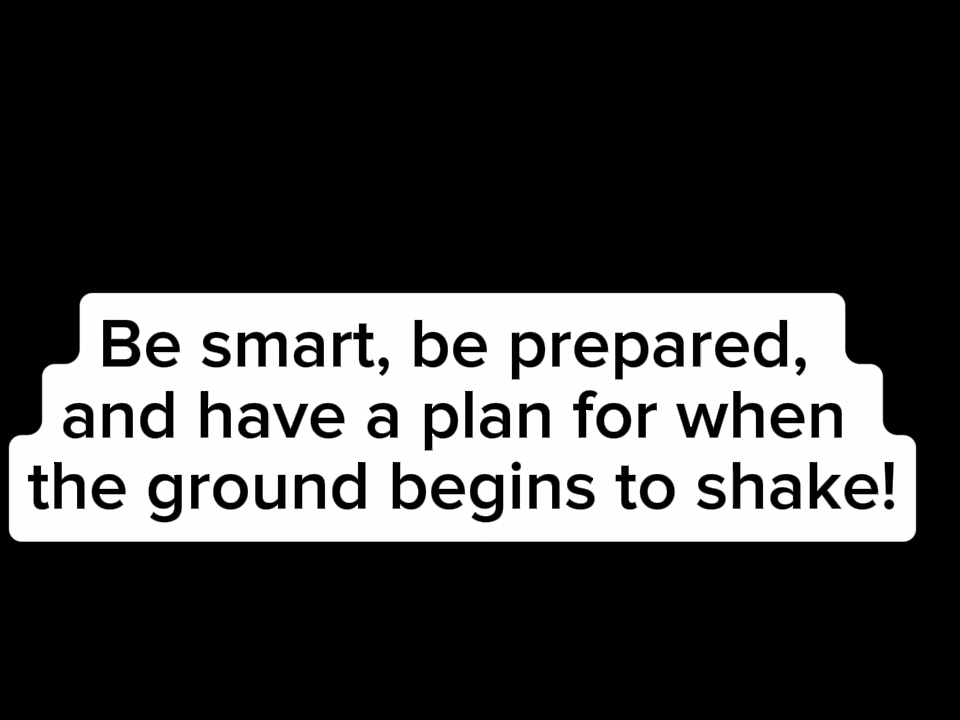 Be smart, be prepared,
and have a plan for when
the ground begins to shake!